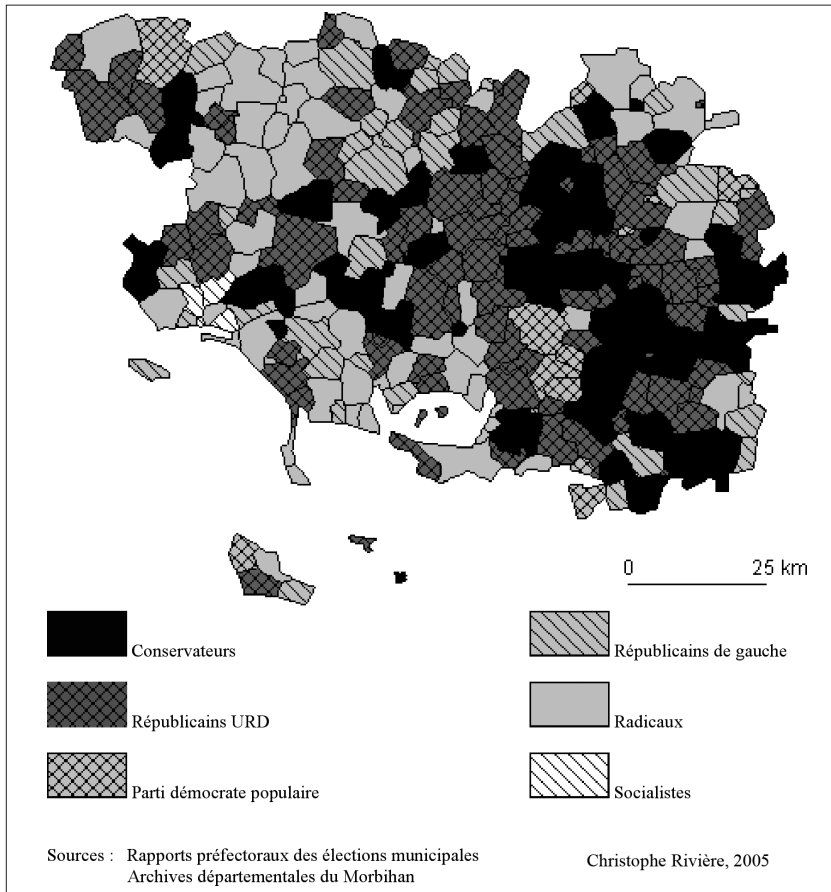 0 25 km
Conservateurs
Républicains de gauche
Républicains URD
Radicaux
Parti démocrate populaire
Socialistes
Sources : Rapports préfectoraux des élections municipales
Archives départementales du Morbihan
Christophe Rivière, 2005